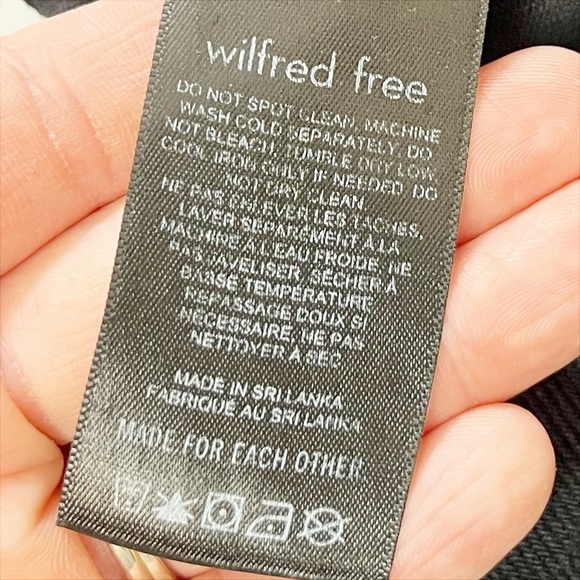 wilfred free
DO NOT SPOT CLEAN. MACHINE
WASH COLD SEPARATELY. DO
NOT BLEACH. TUMBLE DRY LOW.
COOL IRON ONLY IF NEEDED. DO
NOT DRY CLEAN.
NE PAS ENLEVER LES TACHES.
LAVER SÉPARÉMENT À LA
MACHINE À L'EAU FROIDE. NE
PAS JAVELISER. SÉCHER À
BASSE TEMPÉRATURE.
REPASSAGE DOUX SI
NÉCESSAIRE, NE PAS
NETTOYER À SEC
MADE IN SRI LANKA
FABRIQUÉ AU SRI LANKA
MADE FOR EACH OTHER